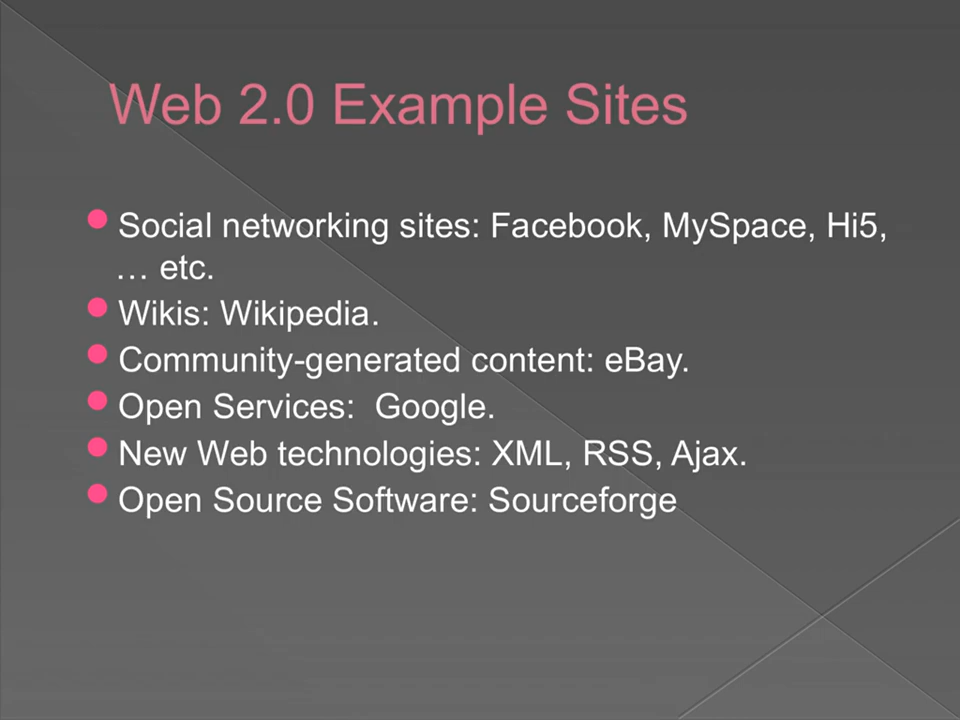 Web 2.0 Example Sites
Social networking sites: Facebook, MySpace, Hi5,
… etc.
Wikis: Wikipedia.
Community-generated content: eBay.
Open Services:  Google.
New Web technologies: XML, RSS, Ajax.
Open Source Software: Sourceforge